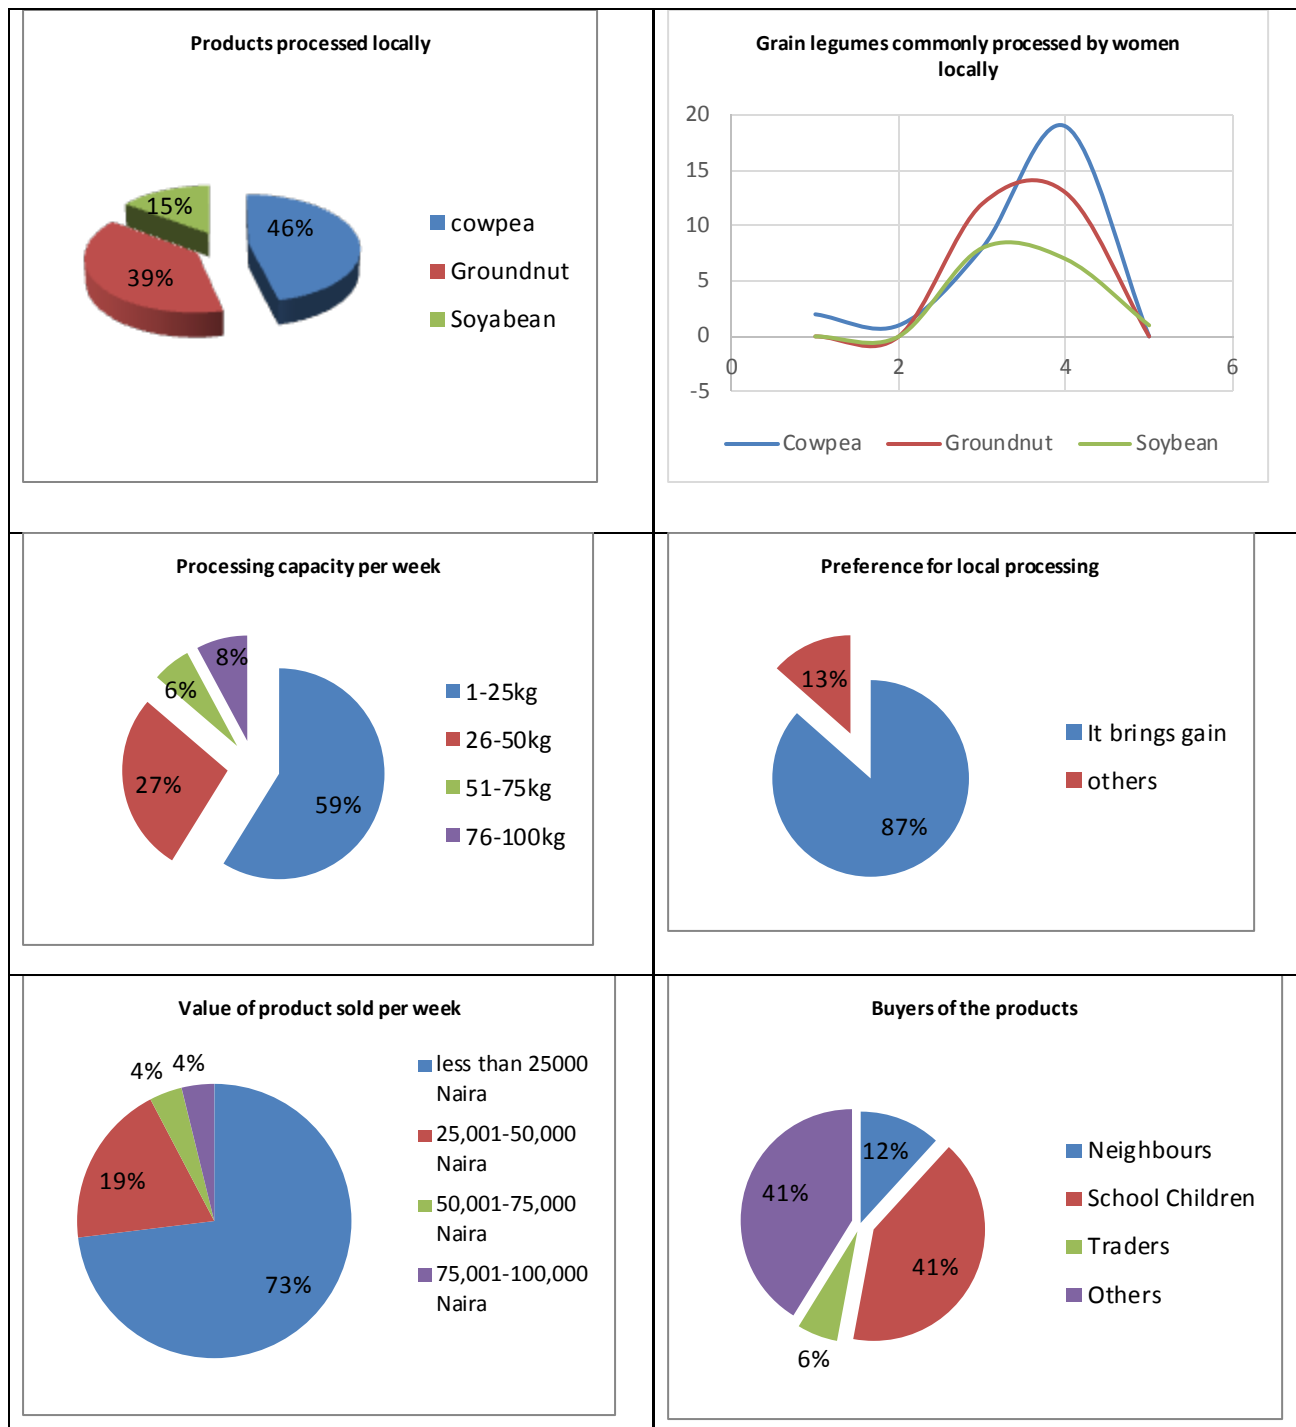 Products processed locally
15%
46%
39%
cowpea
Groundnut
Soyabean
Grain legumes commonly processed by women
locally
20
15
10
5
0
-5
0
2
4
6
Cowpea
Groundnut
Soybean
Processing capacity per week
8%
6%
27%
59%
1-25kg
26-50kg
51-75kg
76-100kg
Preference for local processing
13%
87%
It brings gain
others
Value of product sold per week
4%
4%
19%
73%
less than 25000
Naira
25,001-50,000
Naira
50,001-75,000
Naira
75,001-100,000
Naira
Buyers of the products
12%
41%
41%
6%
Neighbours
School Children
Traders
Others